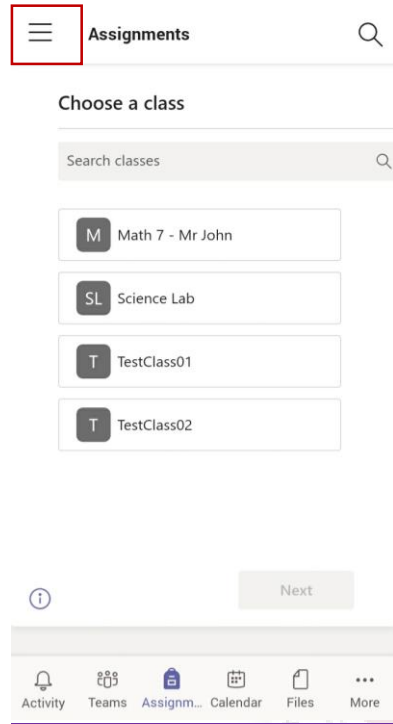 Assignments
Choose a class
Search classes
M Math 7 - Mr John
SL Science Lab
T TestClass01
T TestClass02
Next
Activity Teams Assignm... Calendar Files More